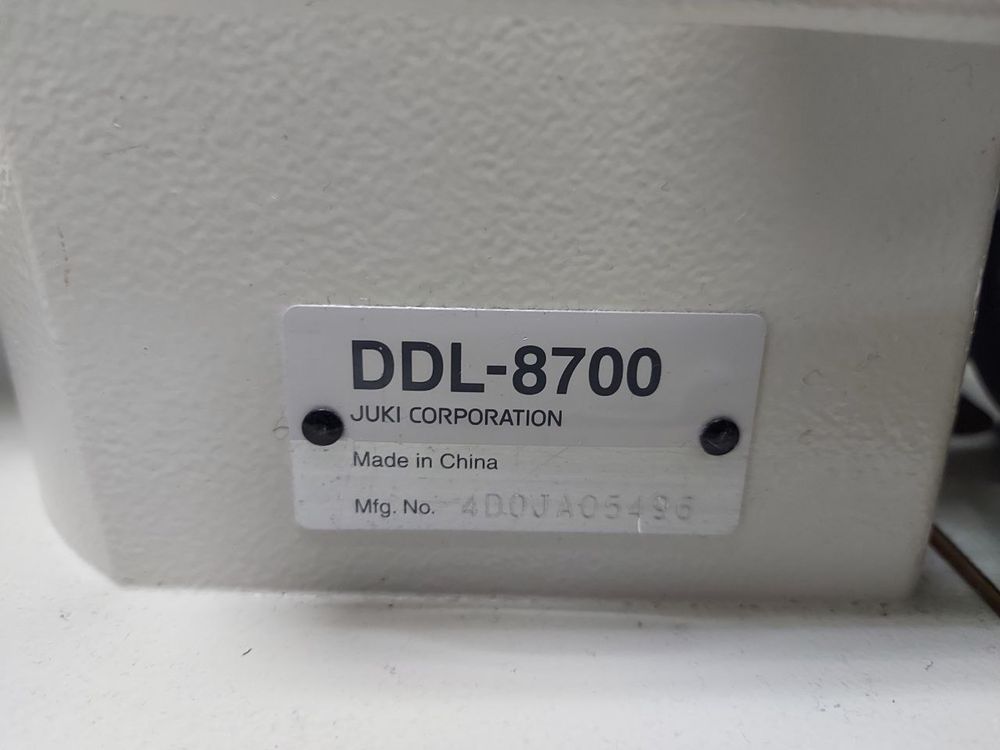 DDL-8700
JUKI CORPORATION
Made in China
Mfg. No. 4D0JA05496